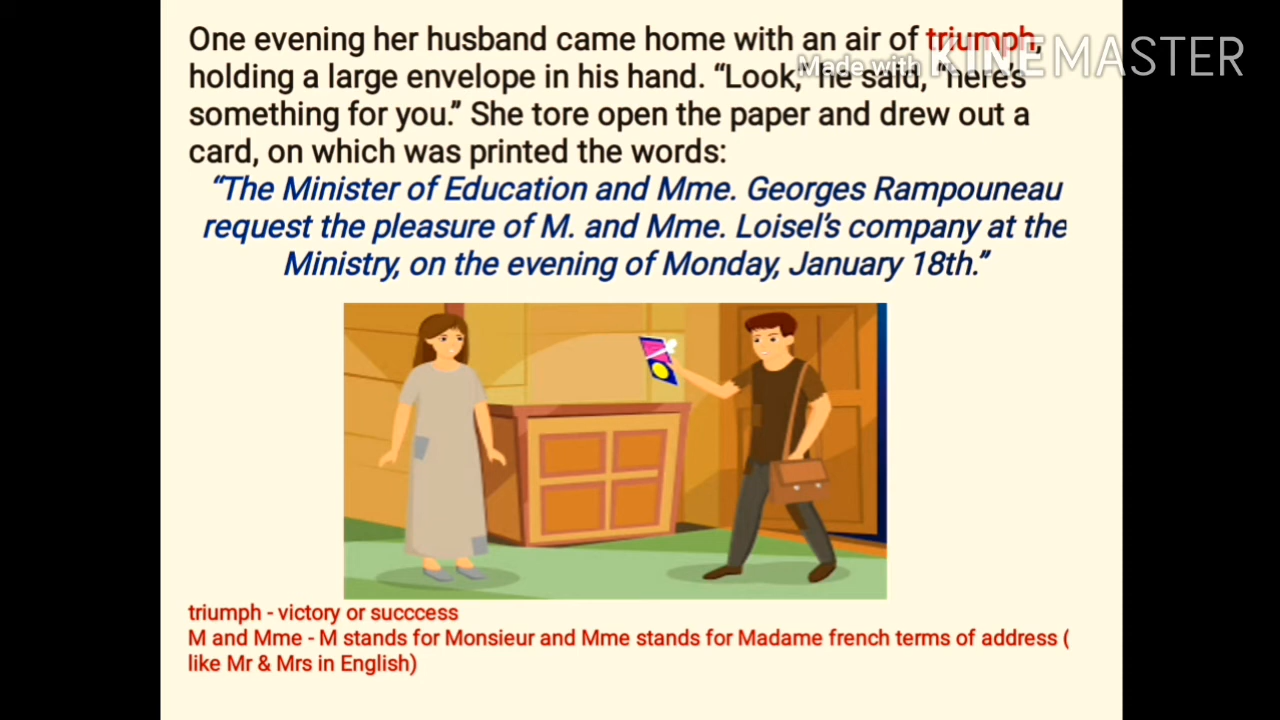 One evening her husband came home with an air of triumph,
Made with KINEMASTER
holding a large envelope in his hand. “Look,” he said, “here’s
something for you.” She tore open the paper and drew out a
card, on which was printed the words:
“The Minister of Education and Mme. Georges Rampouneau
request the pleasure of M. and Mme. Loisel’s company at the
Ministry, on the evening of Monday, January 18th.”
triumph - victory or succcess
M and Mme - M stands for Monsieur and Mme stands for Madame french terms of address (
like Mr & Mrs in English)